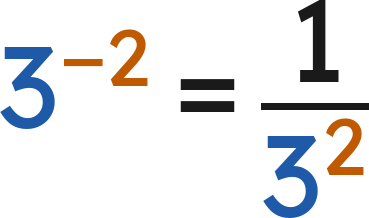 3⁻² = 1/3²